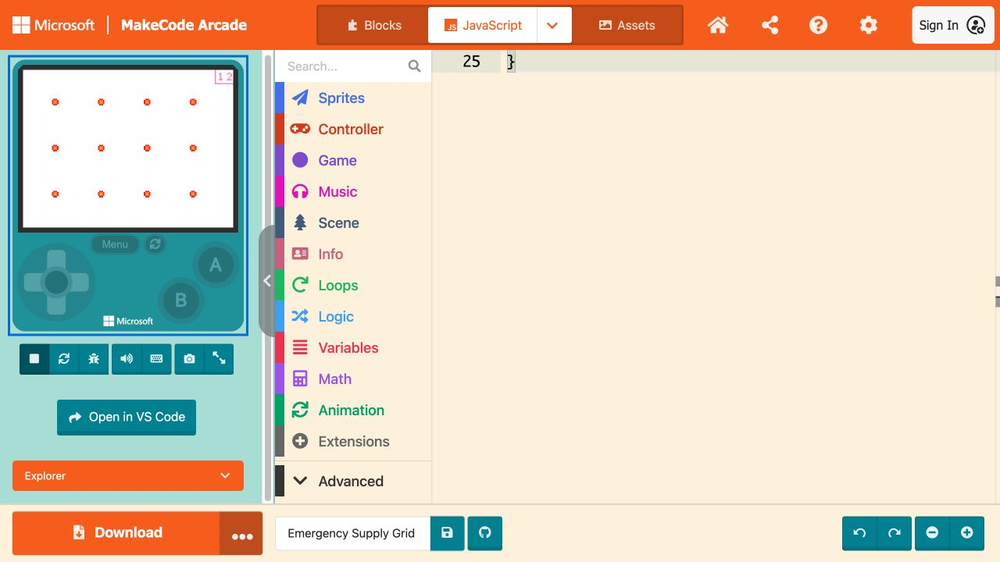 Microsoft
MakeCode Arcade
Blocks
JavaScript
Assets
Sign In
12
Menu
A
B
Microsoft
Open in VS Code
Explorer
Search...
Sprites
Controller
Game
Music
Scene
Info
Loops
Logic
Variables
Math
Animation
Extensions
Advanced
25 }
Download
Emergency Supply Grid